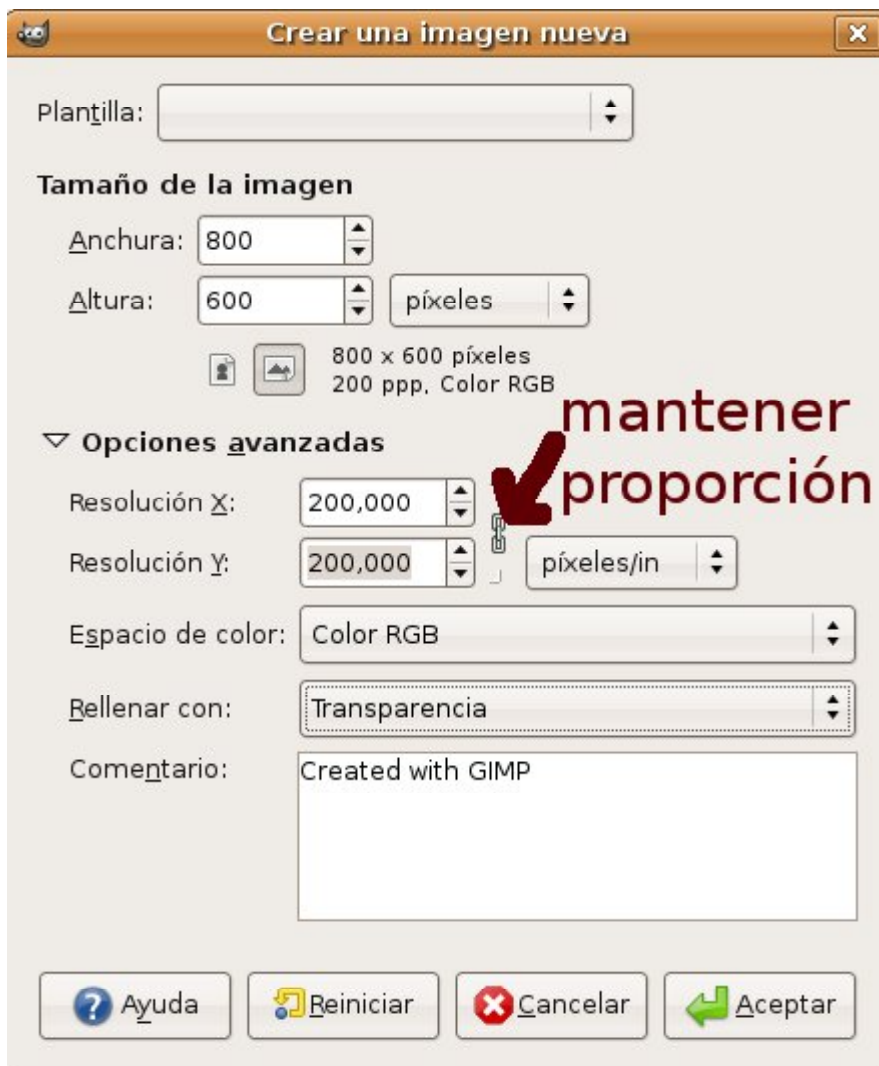 Crear una imagen nueva
Plantilla:
Tamaño de la imagen
Anchura: 800
Altura: 600 píxeles
800 x 600 píxeles
200 ppp, Color RGB
mantener
proporción
Opciones avanzadas
Resolución X: 200,000
Resolución Y: 200,000 píxeles/in
Espacio de color: Color RGB
Rellenar con: Transparencia
Comentario: Created with GIMP
Ayuda Reiniciar Cancelar Aceptar